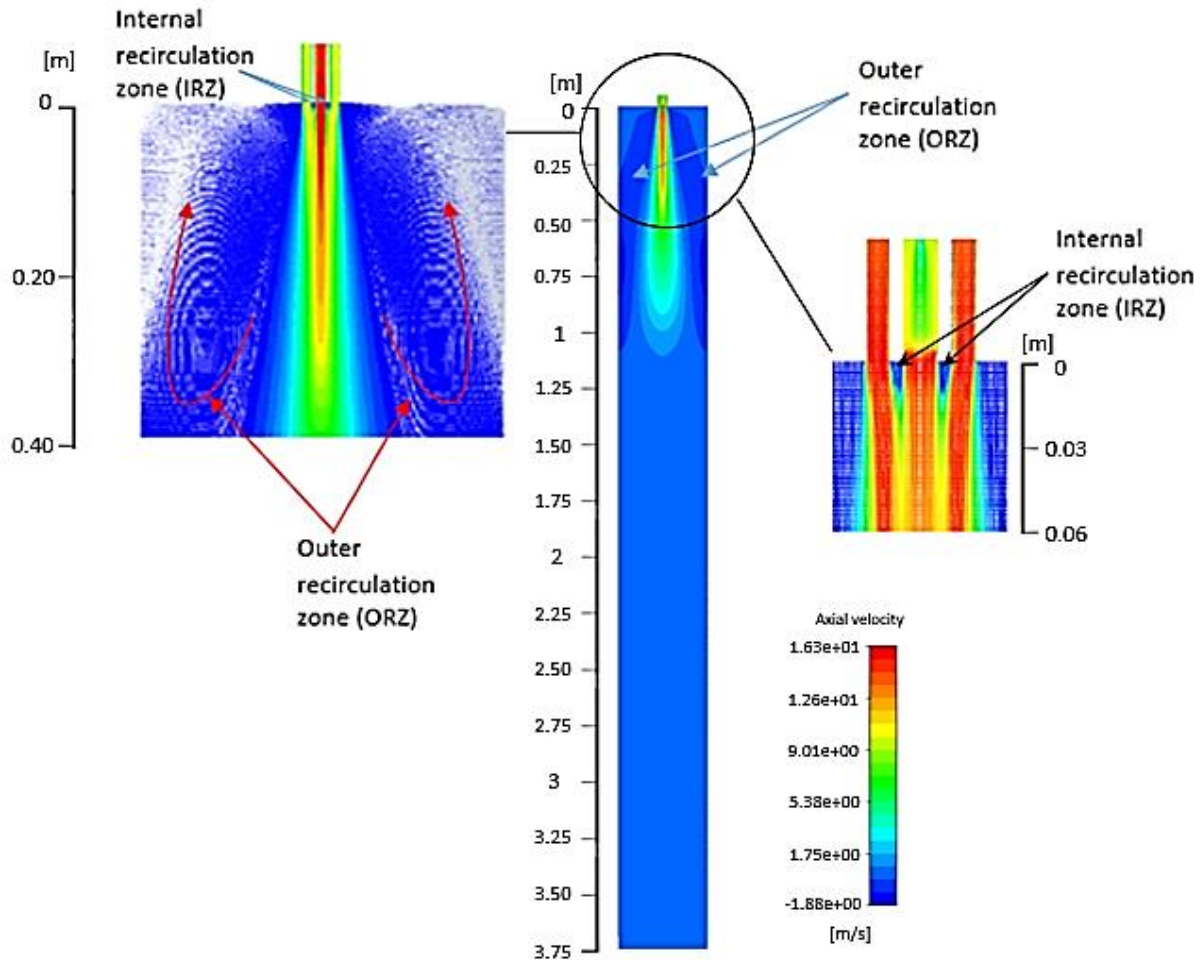 Internal
recirculation
zone (IRZ)
[m]
0
0.20
0.40
Outer
recirculation
zone (ORZ)
[m]
0
0.25
0.50
0.75
1
1.25
1.50
1.75
2
2.25
2.50
2.75
3
3.25
3.50
3.75
Outer
recirculation
zone (ORZ)
Internal
recirculation
zone (IRZ)
[m]
0
0.03
0.06
Axial velocity
1.63e+01
1.26e+01
9.01e+00
5.38e+00
1.75e+00
-1.88e+00
[m/s]